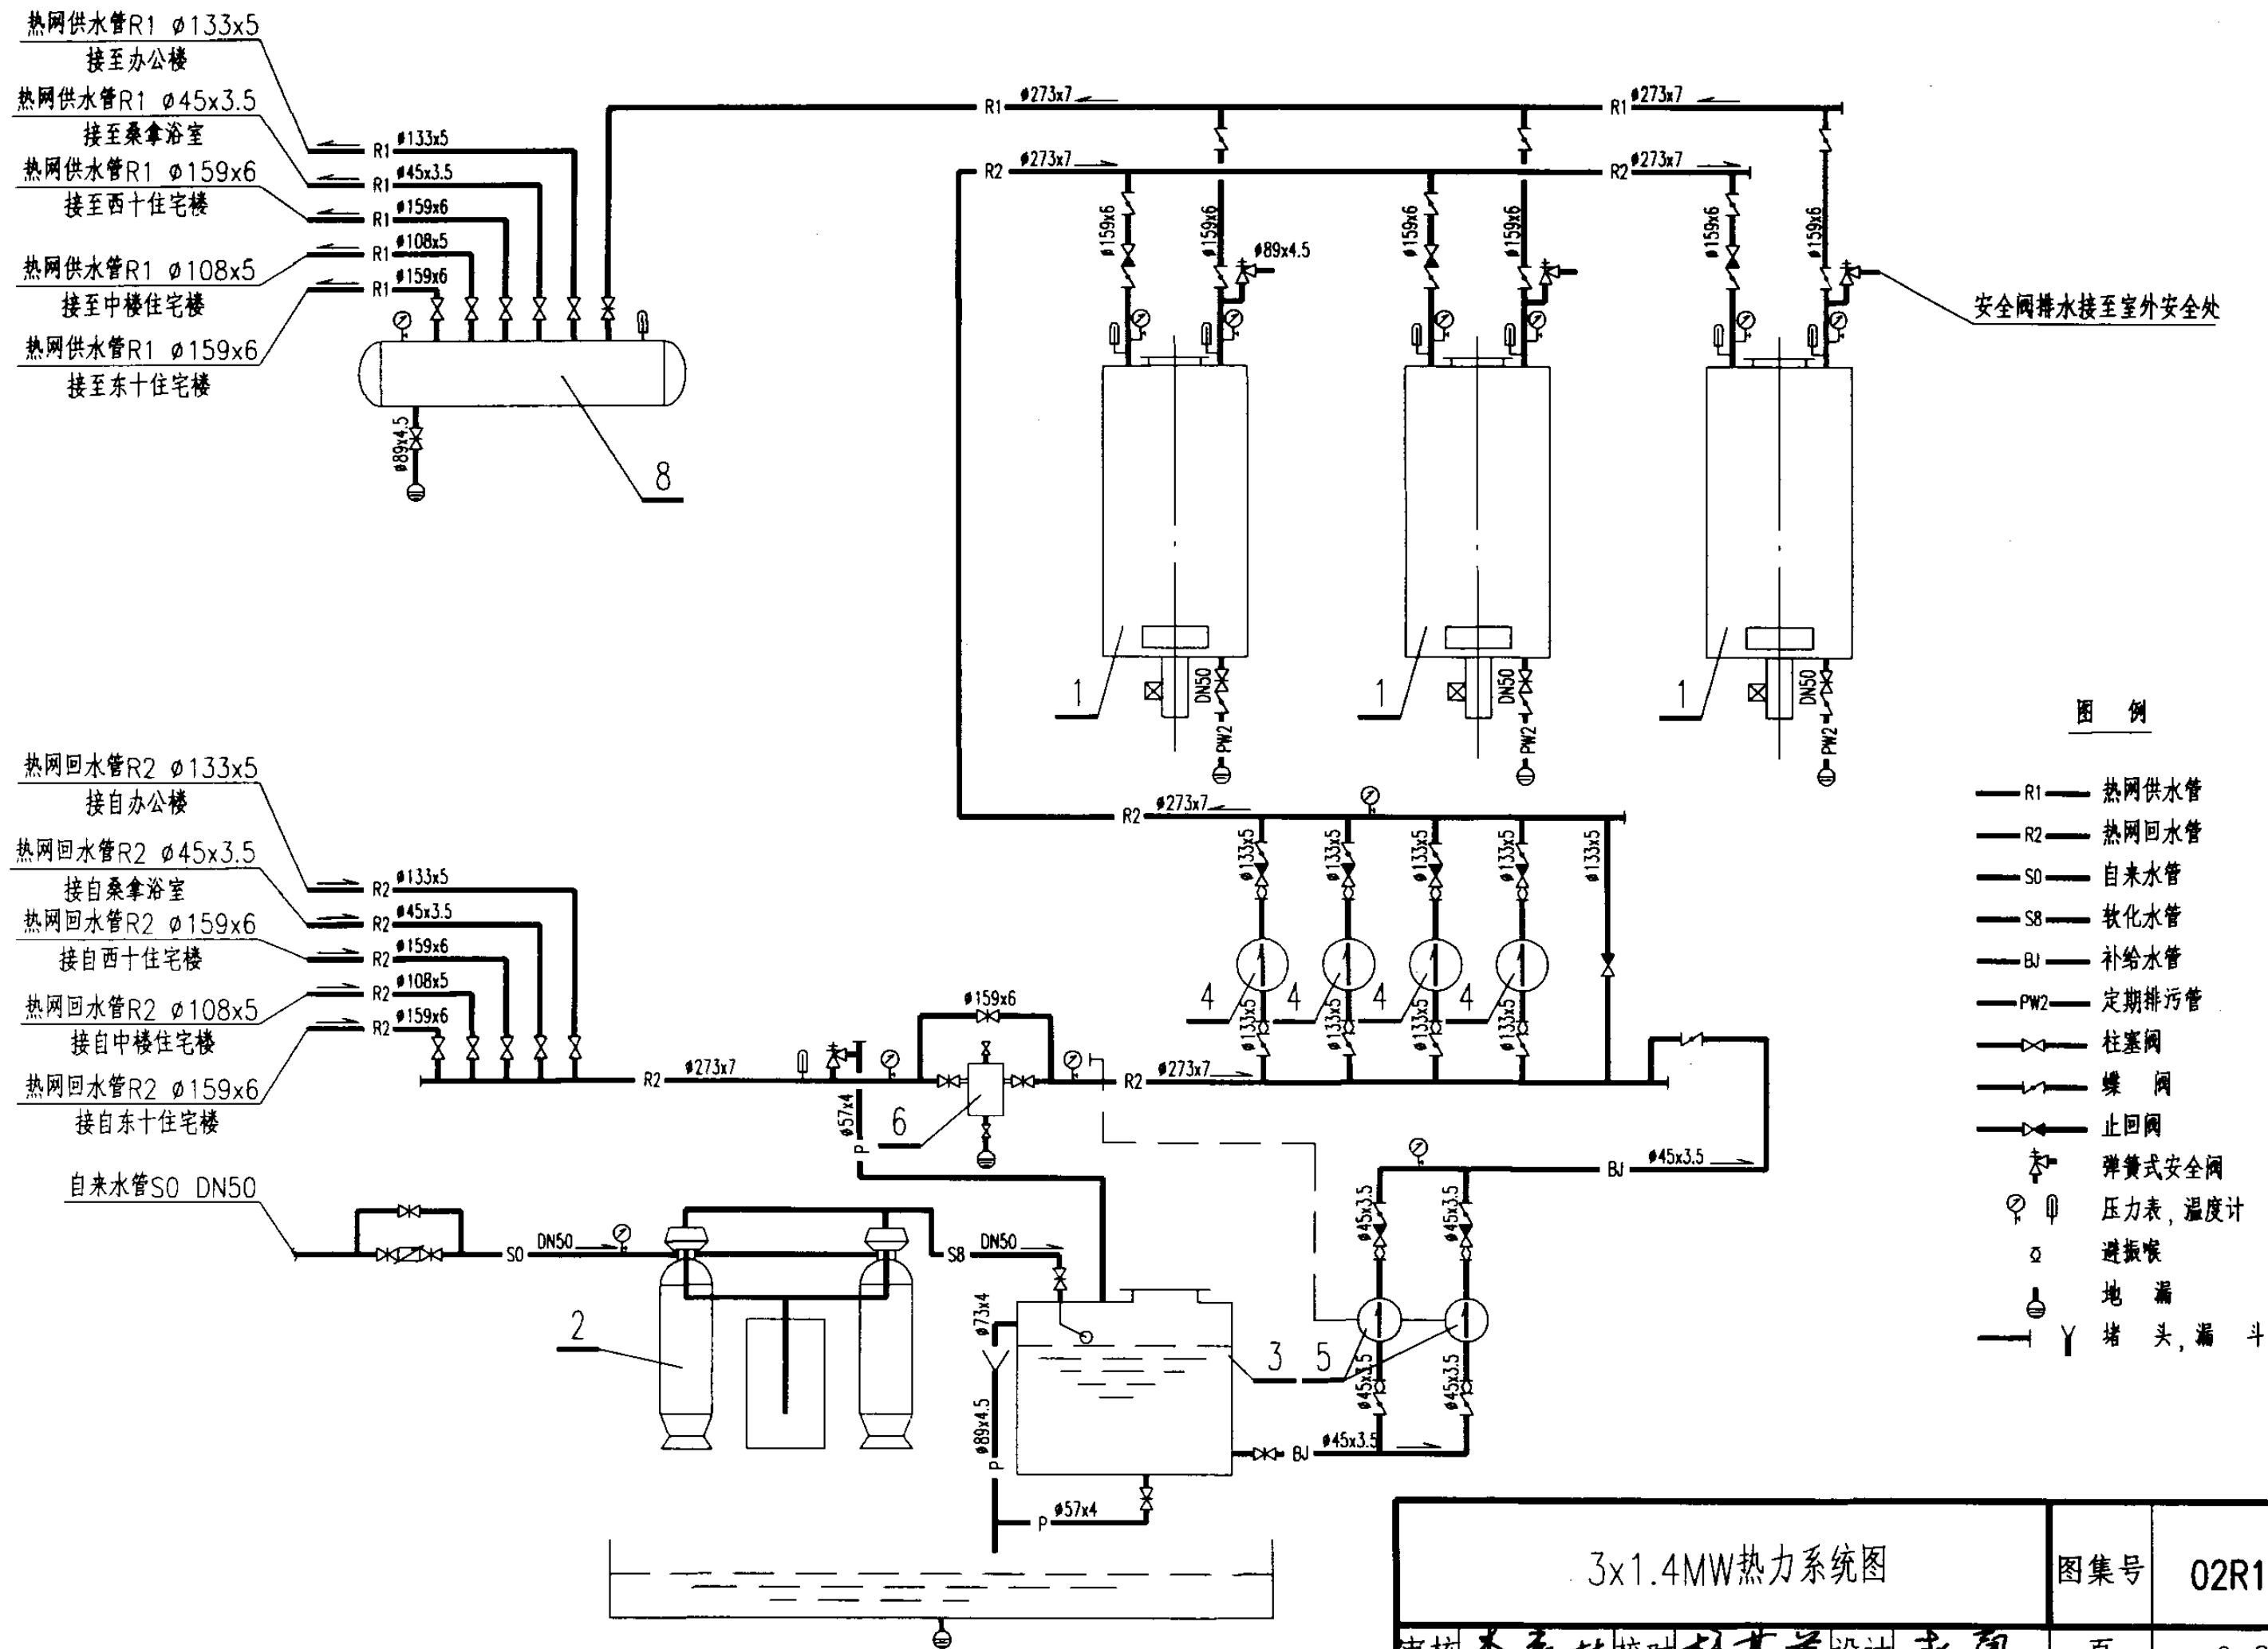 热网供水管R1 ø133x5
接至办公楼
热网供水管R1 ø45x3.5
接至桑拿浴室
热网供水管R1 ø159x6
接至西十住宅楼
热网供水管R1 ø108x5
接至中楼住宅楼
热网供水管R1 ø159x6
接至东十住宅楼
R1 ø133x5
R1 ø45x3.5
R1 ø159x6
R1 ø108x5
R1 ø159x6
ø89x4.5
8
R1 ø273x7
R1 ø273x7
R2 ø273x7
R2 ø273x7
ø159x6
ø159x6
ø89x4.5
ø159x6
ø159x6
ø159x6
ø159x6
安全阀排水接至室外安全处
1
DN50
PW2
1
DN50
PW2
1
DN50
PW2
热网回水管R2 ø133x5
接自办公楼
热网回水管R2 ø45x3.5
接自桑拿浴室
热网回水管R2 ø159x6
接自西十住宅楼
热网回水管R2 ø108x5
接自中楼住宅楼
热网回水管R2 ø159x6
接自东十住宅楼
R2 ø133x5
R2 ø45x3.5
R2 ø159x6
R2 ø108x5
R2 ø159x6
R2 ø273x7
ø133x5
ø133x5
ø133x5
ø133x5
ø133x5
4
4
4
4
ø133x5
ø133x5
ø133x5
ø133x5
R2 ø273x7
ø159x6
R2 ø273x7
ø57x4
P
6
自来水管S0 DN50
S0 DN50
S8 DN50
2
ø73x4
ø89x4.5
P
P ø57x4
3
5
BJ ø45x3.5
ø45x3.5
ø45x3.5
ø45x3.5
ø45x3.5
BJ ø45x3.5
图 例
R1 热网供水管
R2 热网回水管
S0 自来水管
S8 软化水管
BJ 补给水管
PW2 定期排污管
柱塞阀
蝶 阀
止回阀
弹簧式安全阀
压力表, 温度计
避振喉
地 漏
堵 头, 漏 斗
3x1.4MW热力系统图
图集号
02R1
审核
校对
设计
页